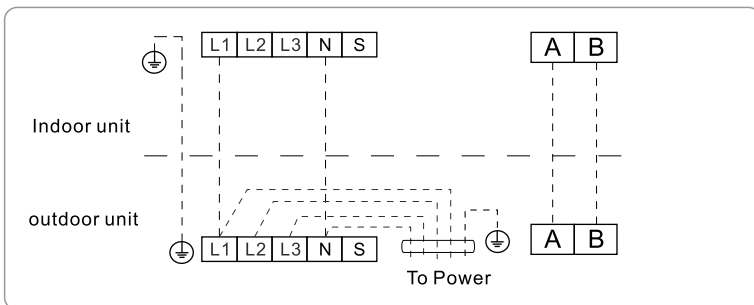 L1 L2 L3 N S A B
Indoor unit
outdoor unit
L1 L2 L3 N S A B
To Power